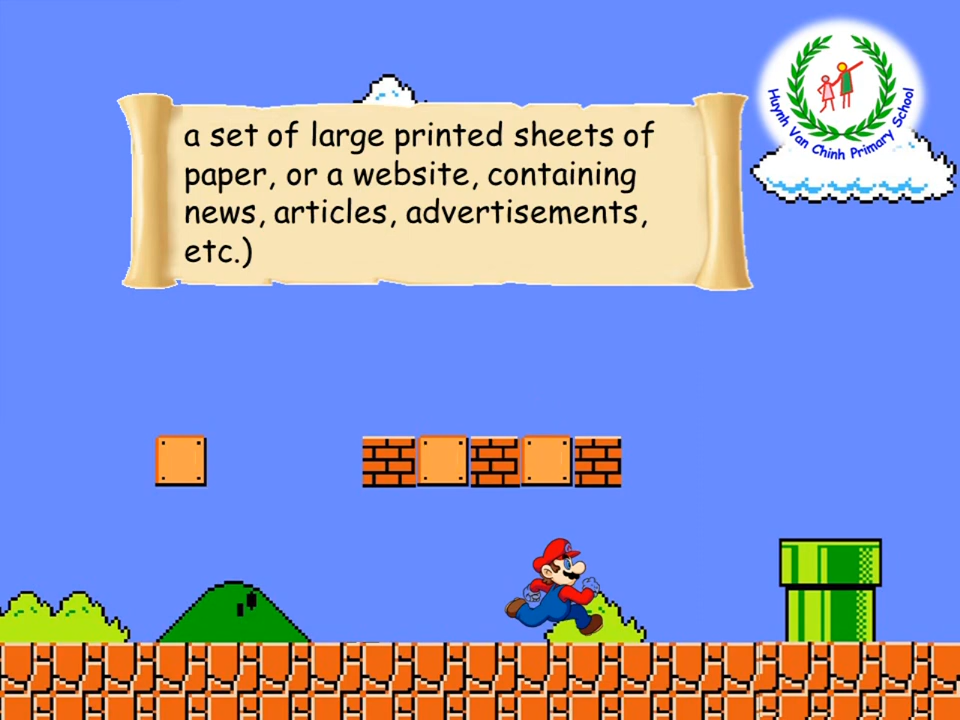 a set of large printed sheets of
paper, or a website, containing
news, articles, advertisements,
etc.)
Huynh Van Chinh Primary School